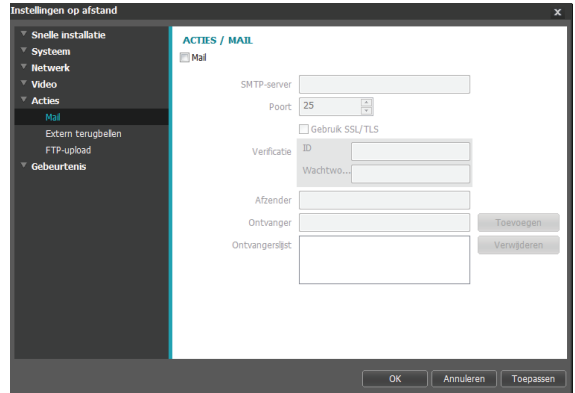 Instellingen op afstand
x
Snelle installatie
Systeem
Netwerk
Video
Acties
Mail
Extern terugbellen
FTP-upload
Gebeurtenis
ACTIES / MAIL
Mail
SMTP-server
Poort 25
Gebruik SSL/TLS
Verificatie ID
Wachtwo...
Afzender
Ontvanger Toevoegen
Ontvangerslijst Verwijderen
OK Annuleren Toepassen